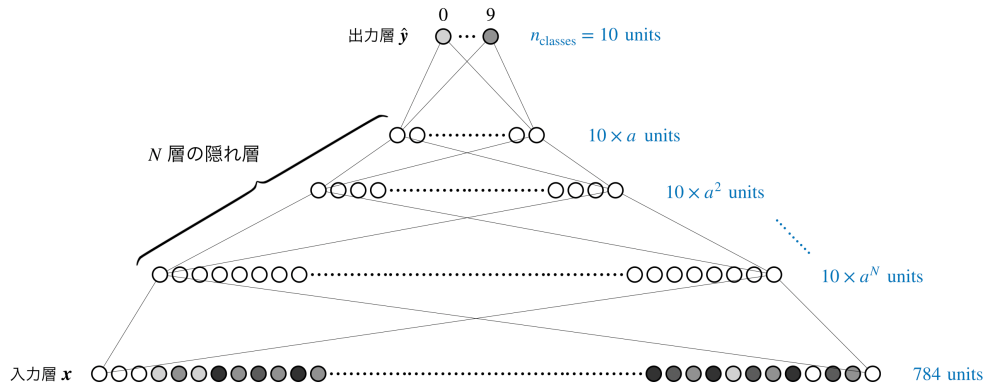 0 9
出力層 ŷ ... n_classes = 10 units
10 × a units
N 層の隠れ層
10 × a² units
10 × a^N units
入力層 x 784 units